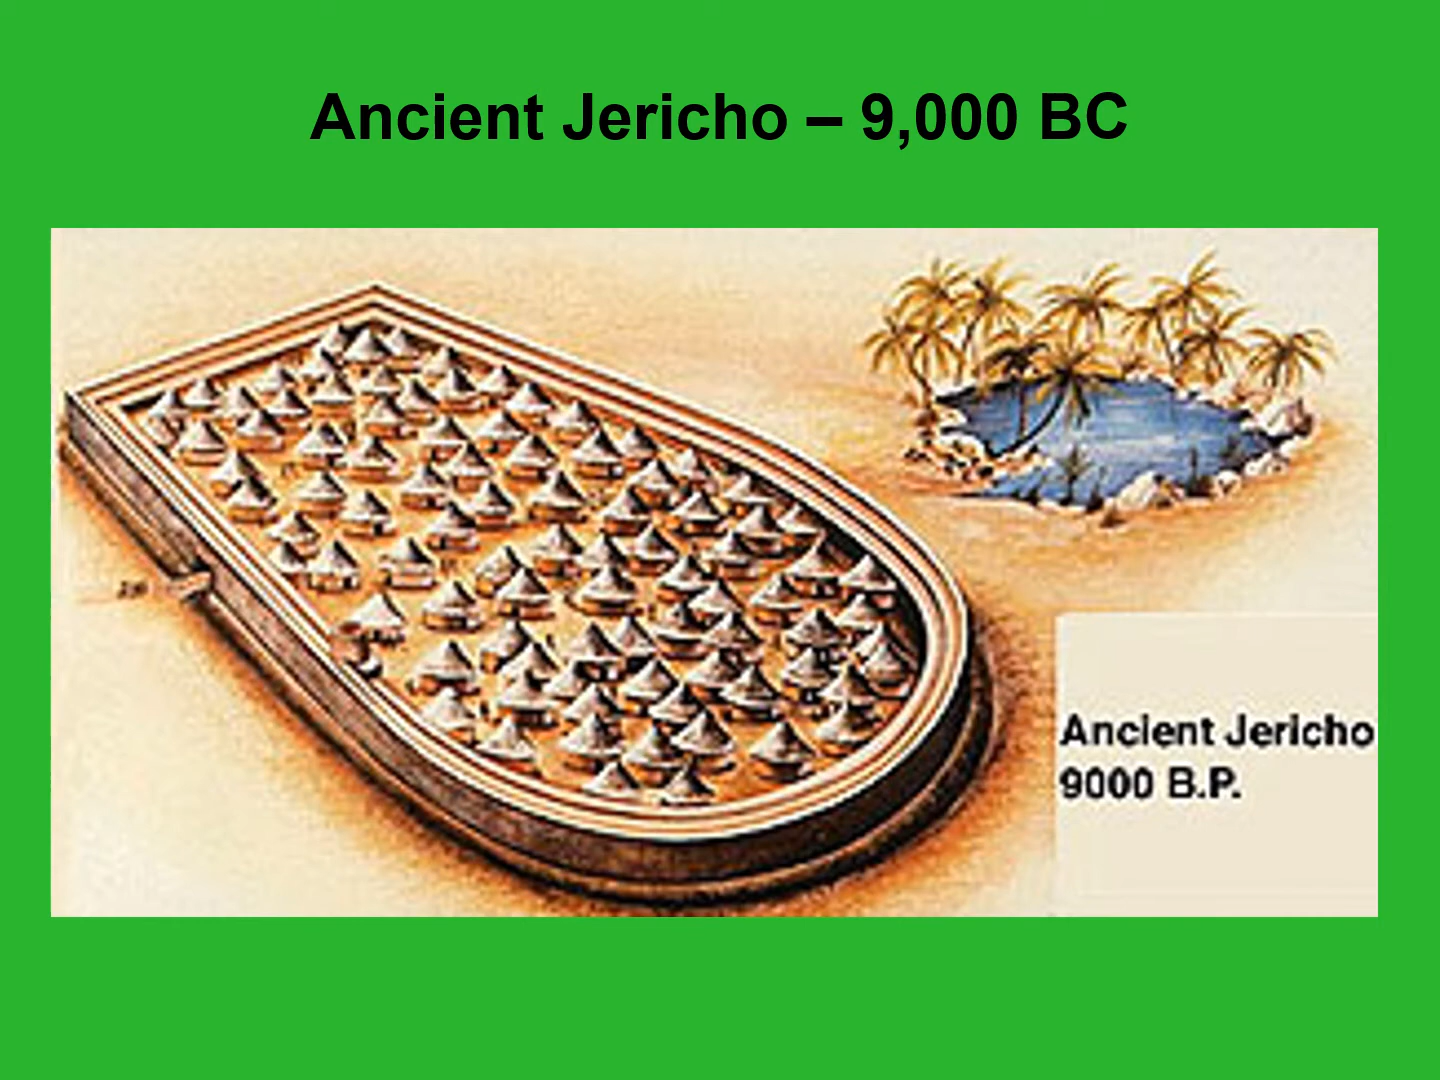 Ancient Jericho – 9,000 BC
Ancient Jericho
9000 B.P.